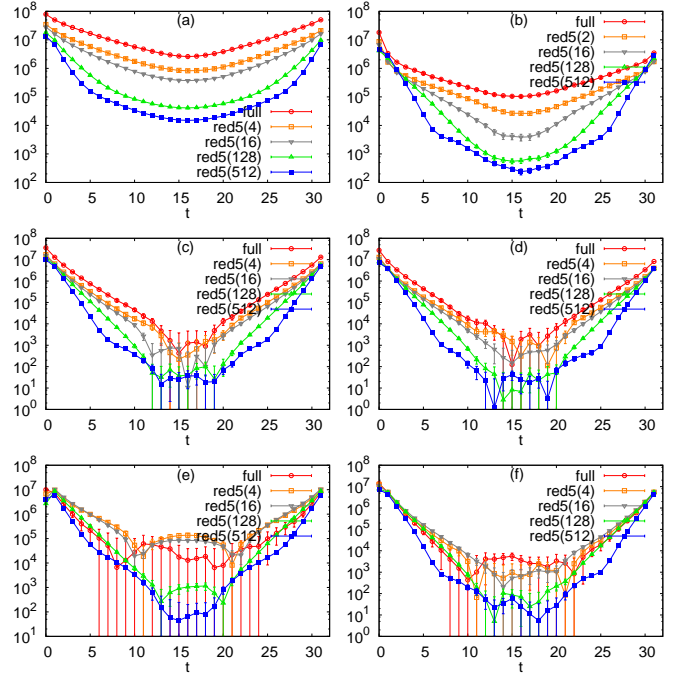 (a)
10^8
10^7
10^6
10^5
10^4
10^3
10^2
full
red5(4)
red5(16)
red5(128)
red5(512)
0 5 10 15 20 25 30
t
(b)
10^8
10^7
10^6
10^5
10^4
10^3
10^2
full
red5(2)
red5(16)
red5(128)
red5(512)
0 5 10 15 20 25 30
t
(c)
10^8
10^7
10^6
10^5
10^4
10^3
10^2
10^1
10^0
full
red5(4)
red5(16)
red5(128)
red5(512)
0 5 10 15 20 25 30
t
(d)
10^8
10^7
10^6
10^5
10^4
10^3
10^2
10^1
10^0
full
red5(4)
red5(16)
red5(128)
red5(512)
0 5 10 15 20 25 30
t
(e)
10^8
10^7
10^6
10^5
10^4
10^3
10^2
10^1
full
red5(4)
red5(16)
red5(128)
red5(512)
0 5 10 15 20 25 30
t
(f)
10^8
10^7
10^6
10^5
10^4
10^3
10^2
10^1
10^0
full
red5(4)
red5(16)
red5(128)
red5(512)
0 5 10 15 20 25 30
t